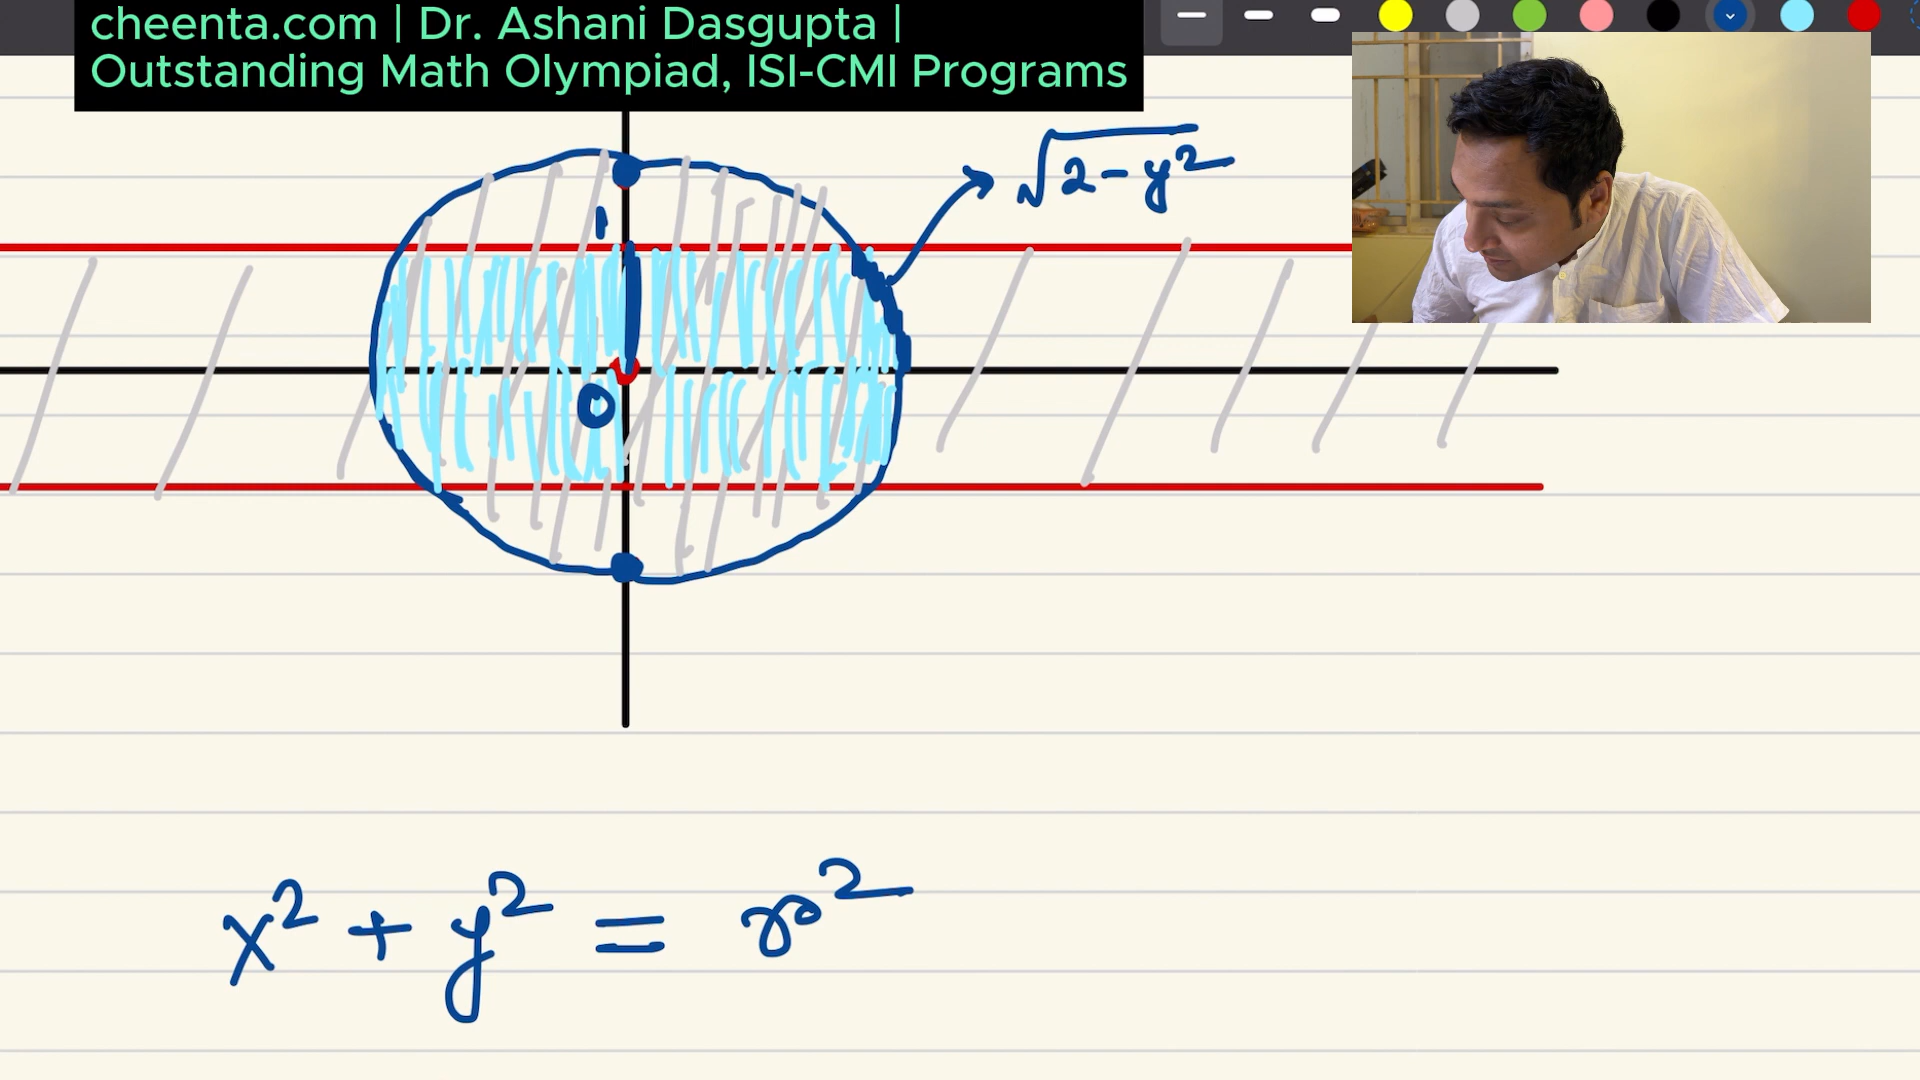 cheenta.com | Dr. Ashani Dasgupta |
Outstanding Math Olympiad, ISI-CMI Programs
√(2-y²)
1
0
x² + y² = r²